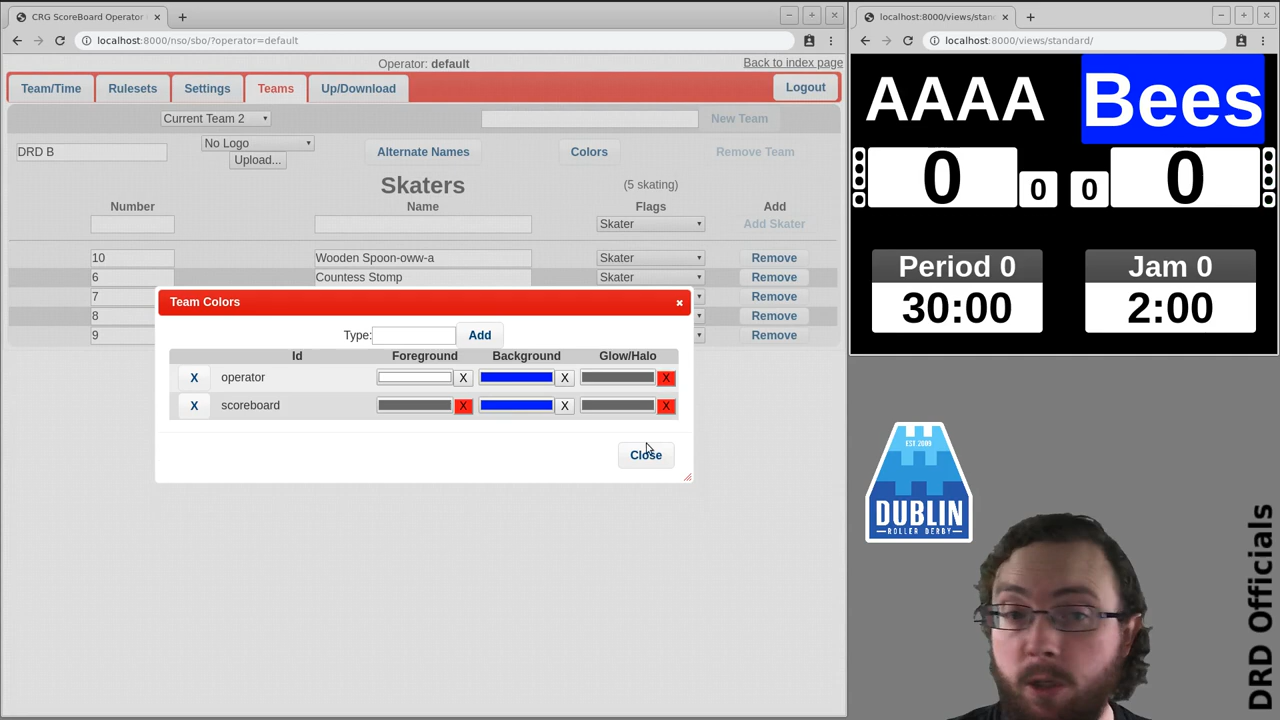 CRG ScoreBoard Operator
localhost:8000/nso/sbo/?operator=default
Operator: default
Back to index page
Team/Time
Rulesets
Settings
Teams
Up/Download
Logout
Current Team 2
New Team
DRD B
No Logo
Upload...
Alternate Names
Colors
Remove Team
Skaters
(5 skating)
Number
Name
Flags
Add
Skater
Add Skater
10
Wooden Spoon-oww-a
Skater
Remove
6
Countess Stomp
Skater
Remove
7
Remove
8
Remove
9
Remove
Team Colors
Type:
Add
Id
Foreground
Background
Glow/Halo
X
operator
X
X
X
X
scoreboard
X
X
X
Close
localhost:8000/views/stan
localhost:8000/views/standard/
AAAA
Bees
0
0
0
0
Period 0
Jam 0
30:00
2:00
EST.2009
DUBLIN
ROLLER DERBY
DRD Officials